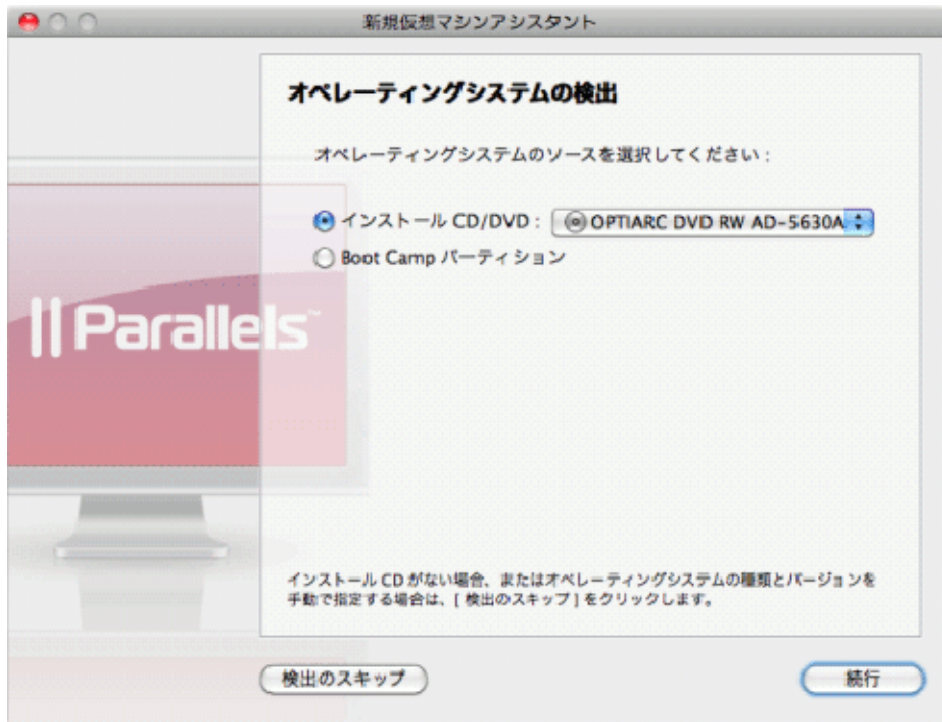 新規仮想マシンアシスタント
オペレーティングシステムの検出
オペレーティングシステムのソースを選択してください：
インストール CD/DVD： OPTIARC DVD RW AD-5630A
Boot Camp パーティション
Parallels™
インストール CD がない場合、またはオペレーティングシステムの種類とバージョンを
手動で指定する場合は、[ 検出のスキップ ] をクリックします。
検出のスキップ
続行